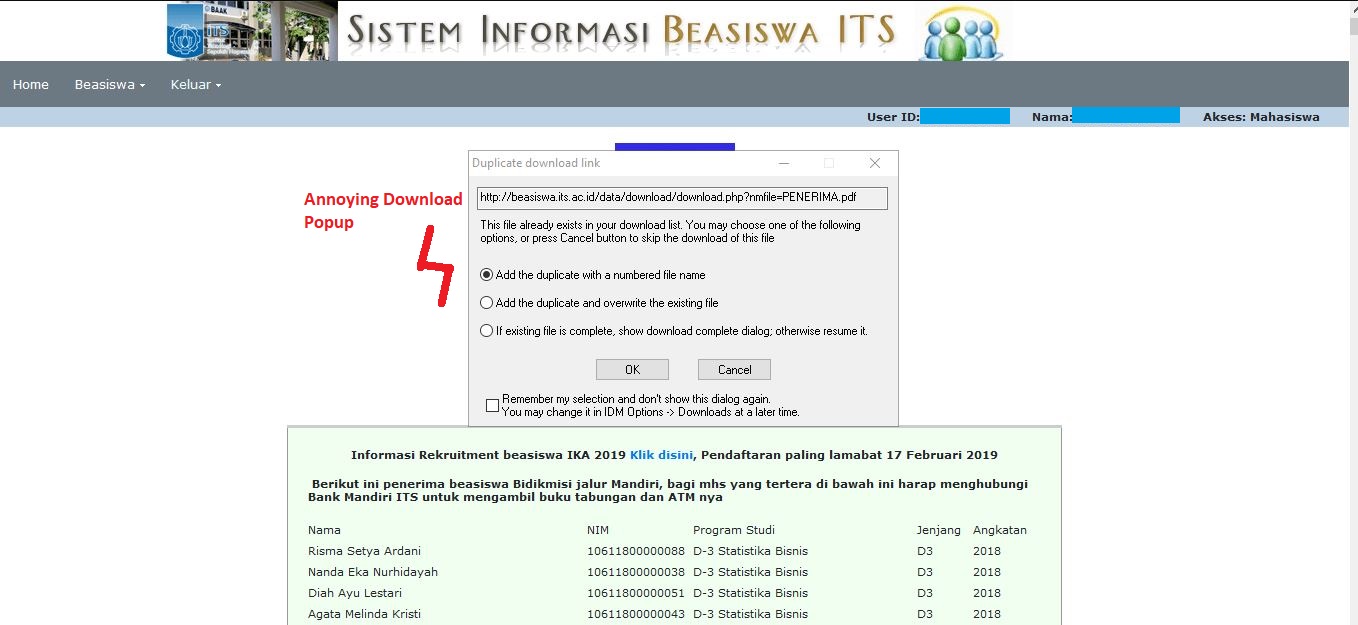 BAAK
ITS
SISTEM INFORMASI BEASISWA ITS
Home Beasiswa Keluar
User ID: Nama: Akses: Mahasiswa
Duplicate download link
Annoying Download
Popup
http://beasiswa.its.ac.id/data/download/download.php?nmfile=PENERIMA.pdf
This file already exists in your download list. You may choose one of the following
options, or press Cancel button to skip the download of this file
Add the duplicate with a numbered file name
Add the duplicate and overwrite the existing file
If existing file is complete, show download complete dialog; otherwise resume it.
OK Cancel
Remember my selection and don't show this dialog again.
You may change it in IDM Options -> Downloads at a later time.
Informasi Rekruitment beasiswa IKA 2019 Klik disini, Pendaftaran paling lamabat 17 Februari 2019
Berikut ini penerima beasiswa Bidikmisi jalur Mandiri, bagi mhs yang tertera di bawah ini harap menghubungi
Bank Mandiri ITS untuk mengambil buku tabungan dan ATM nya
Nama NIM Program Studi Jenjang Angkatan
Risma Setya Ardani 10611800000088 D-3 Statistika Bisnis D3 2018
Nanda Eka Nurhidayah 10611800000038 D-3 Statistika Bisnis D3 2018
Diah Ayu Lestari 10611800000051 D-3 Statistika Bisnis D3 2018
Agata Melinda Kristi 10611800000043 D-3 Statistika Bisnis D3 2018